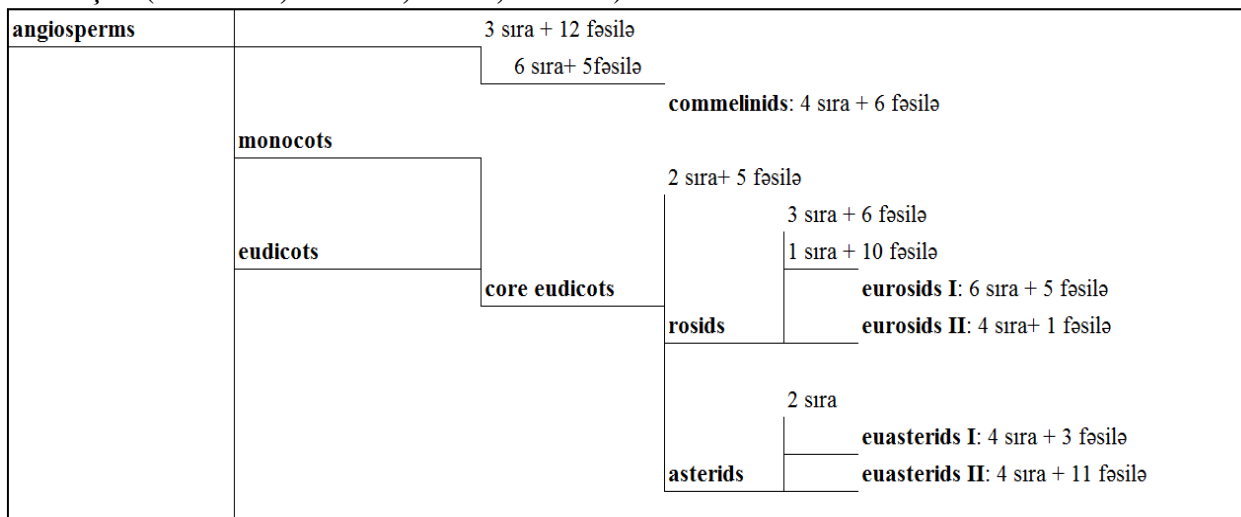 angiosperms 3 sıra + 12 fəsilə
6 sıra+ 5fəsilə
commelinids: 4 sıra + 6 fəsilə
monocots
2 sıra+ 5 fəsilə
3 sıra + 6 fəsilə
eudicots 1 sıra + 10 fəsilə
core eudicots eurosids I: 6 sıra + 5 fəsilə
rosids eurosids II: 4 sıra+ 1 fəsilə
2 sıra
euasterids I: 4 sıra + 3 fəsilə
asterids euasterids II: 4 sıra + 11 fəsilə